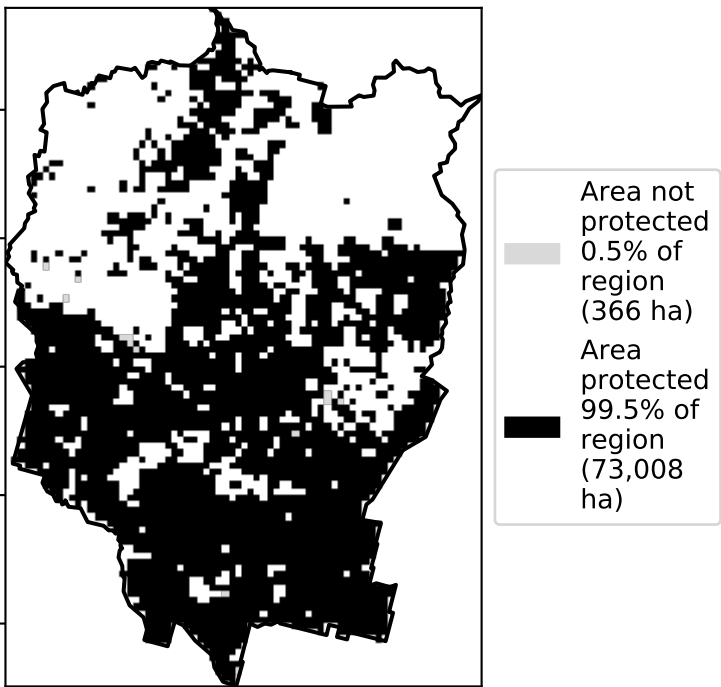 Area not
protected
0.5% of
region
(366 ha)
Area
protected
99.5% of
region
(73,008
ha)